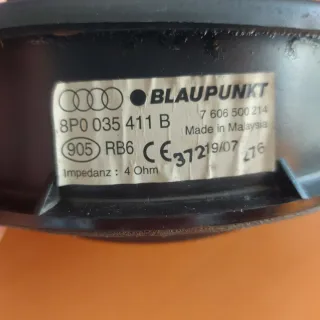 BLAUPUNKT
8P0 035 411 B 7 606 500 214
Made in Malaysia
905 RB6 CE 372 19/07 276
Impedanz : 4 Ohm